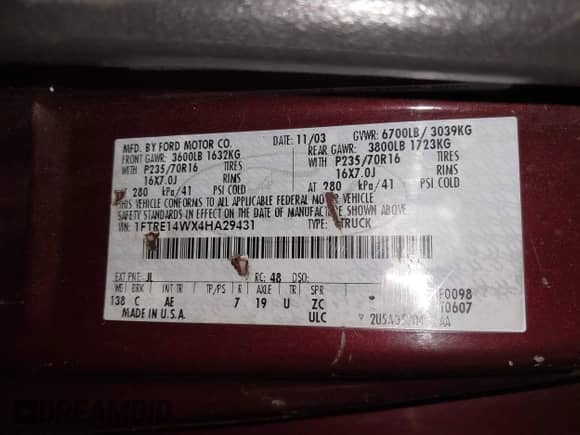 MFD. BY FORD MOTOR CO. DATE: 11/03 GVWR: 6700LB/ 3039KG
FRONT GAWR: 3600LB 1632KG REAR GAWR: 3800LB 1723KG
WITH P235/70R16 TIRES WITH P235/70R16 TIRES
16X7.0J RIMS 16X7.0J RIMS
AT 280 kPa/41 PSI COLD AT 280 kPa/41 PSI COLD
THIS VEHICLE CONFORMS TO ALL APPLICABLE FEDERAL MOTOR VEHICLE
SAFETY STANDARDS IN EFFECT ON THE DATE OF MANUFACTURE SHOWN ABOVE.
VIN: 1FTRE14WX4HA29431 TYPE: TRUCK
EXT PNT: JL RC: 48 DSO:
WB BRK INT TR TP/PS R AXLE TR
138 C AE 7 19 U ZC F0098
MADE IN U.S.A. ULC T0607
DREAMBID